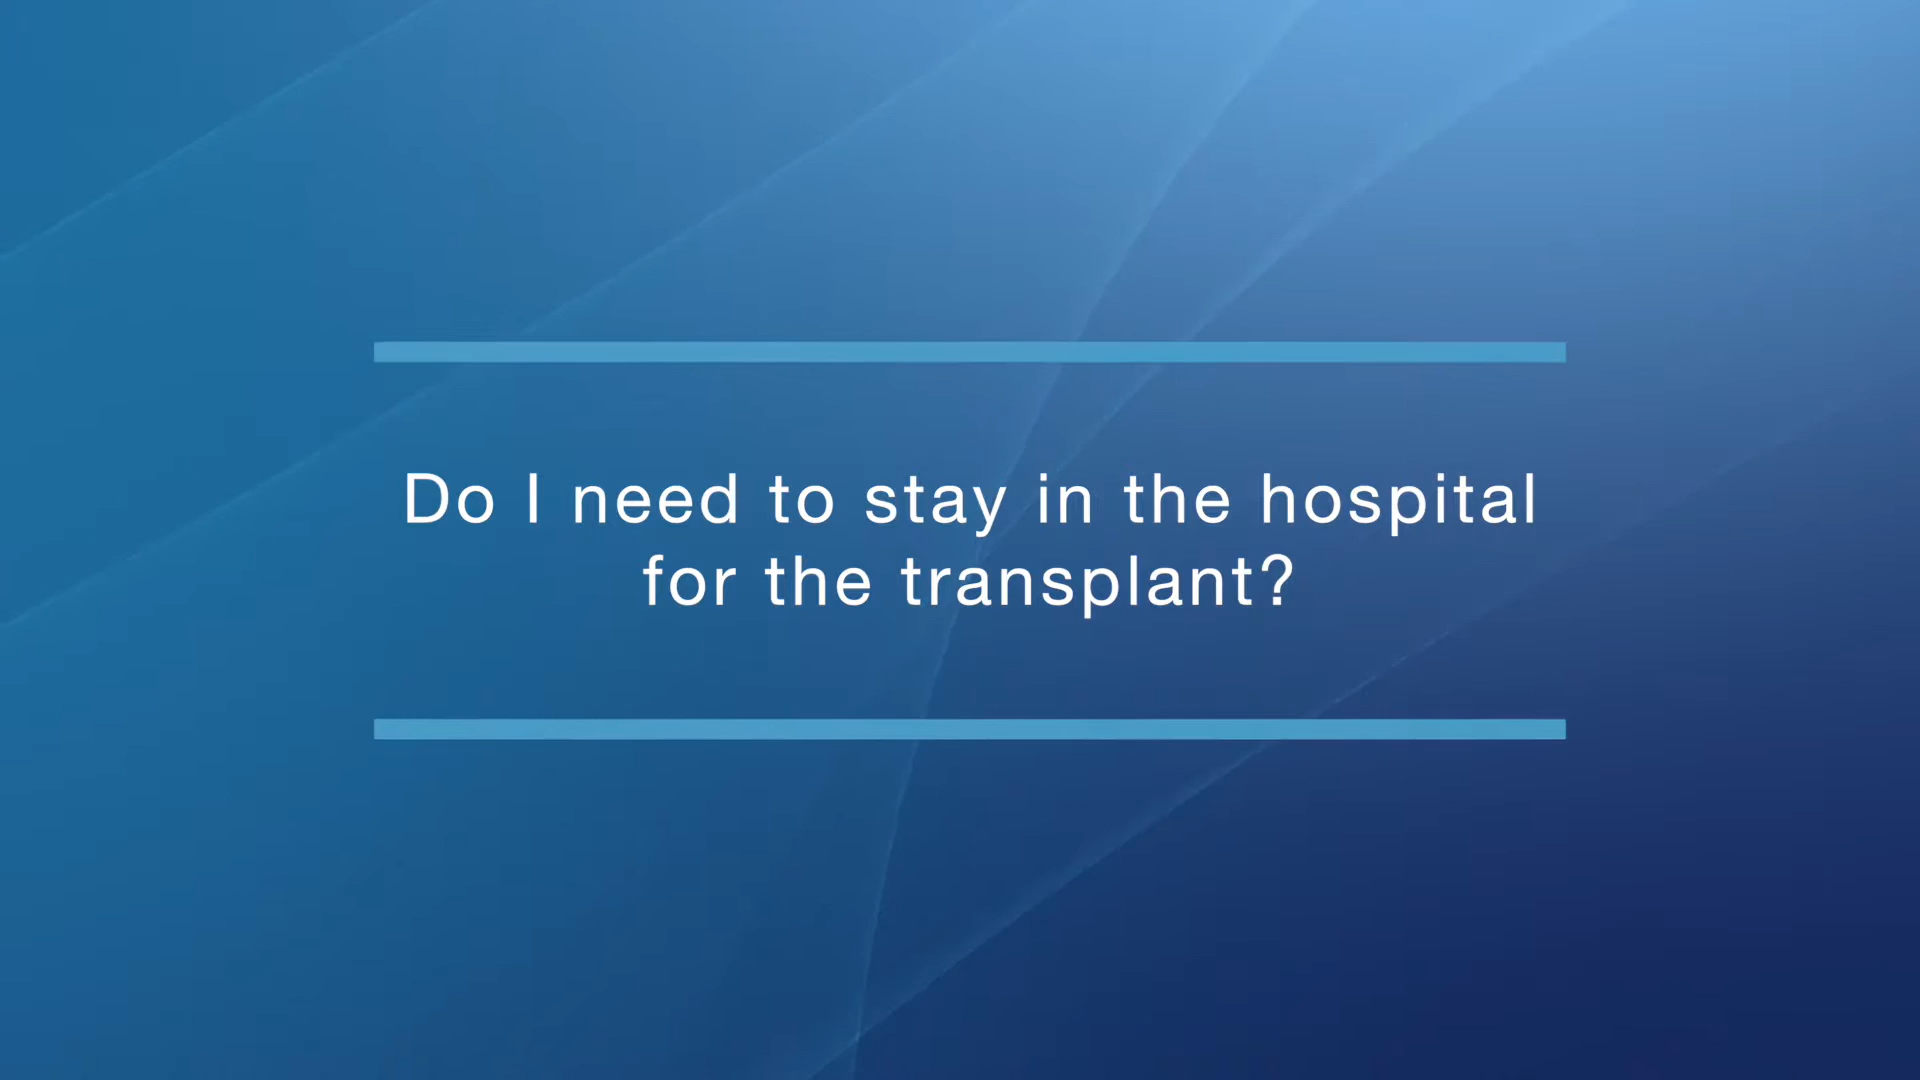 Do I need to stay in the hospital
for the transplant?